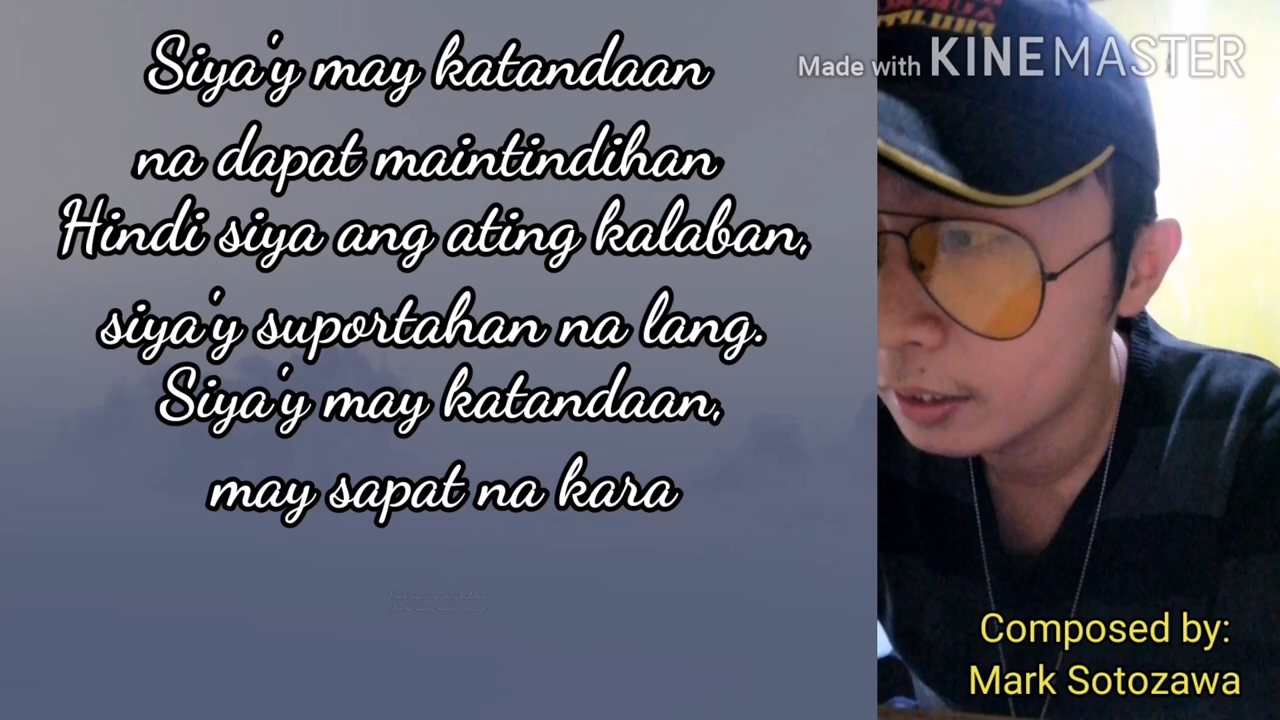 Siya'y may katandaan
na dapat maintindihan
Hindi siya ang ating kalaban,
siya'y suportahan na lang.
Siya'y may katandaan,
may sapat na kara
Made with KINEMASTER
Composed by:
Mark Sotozawa